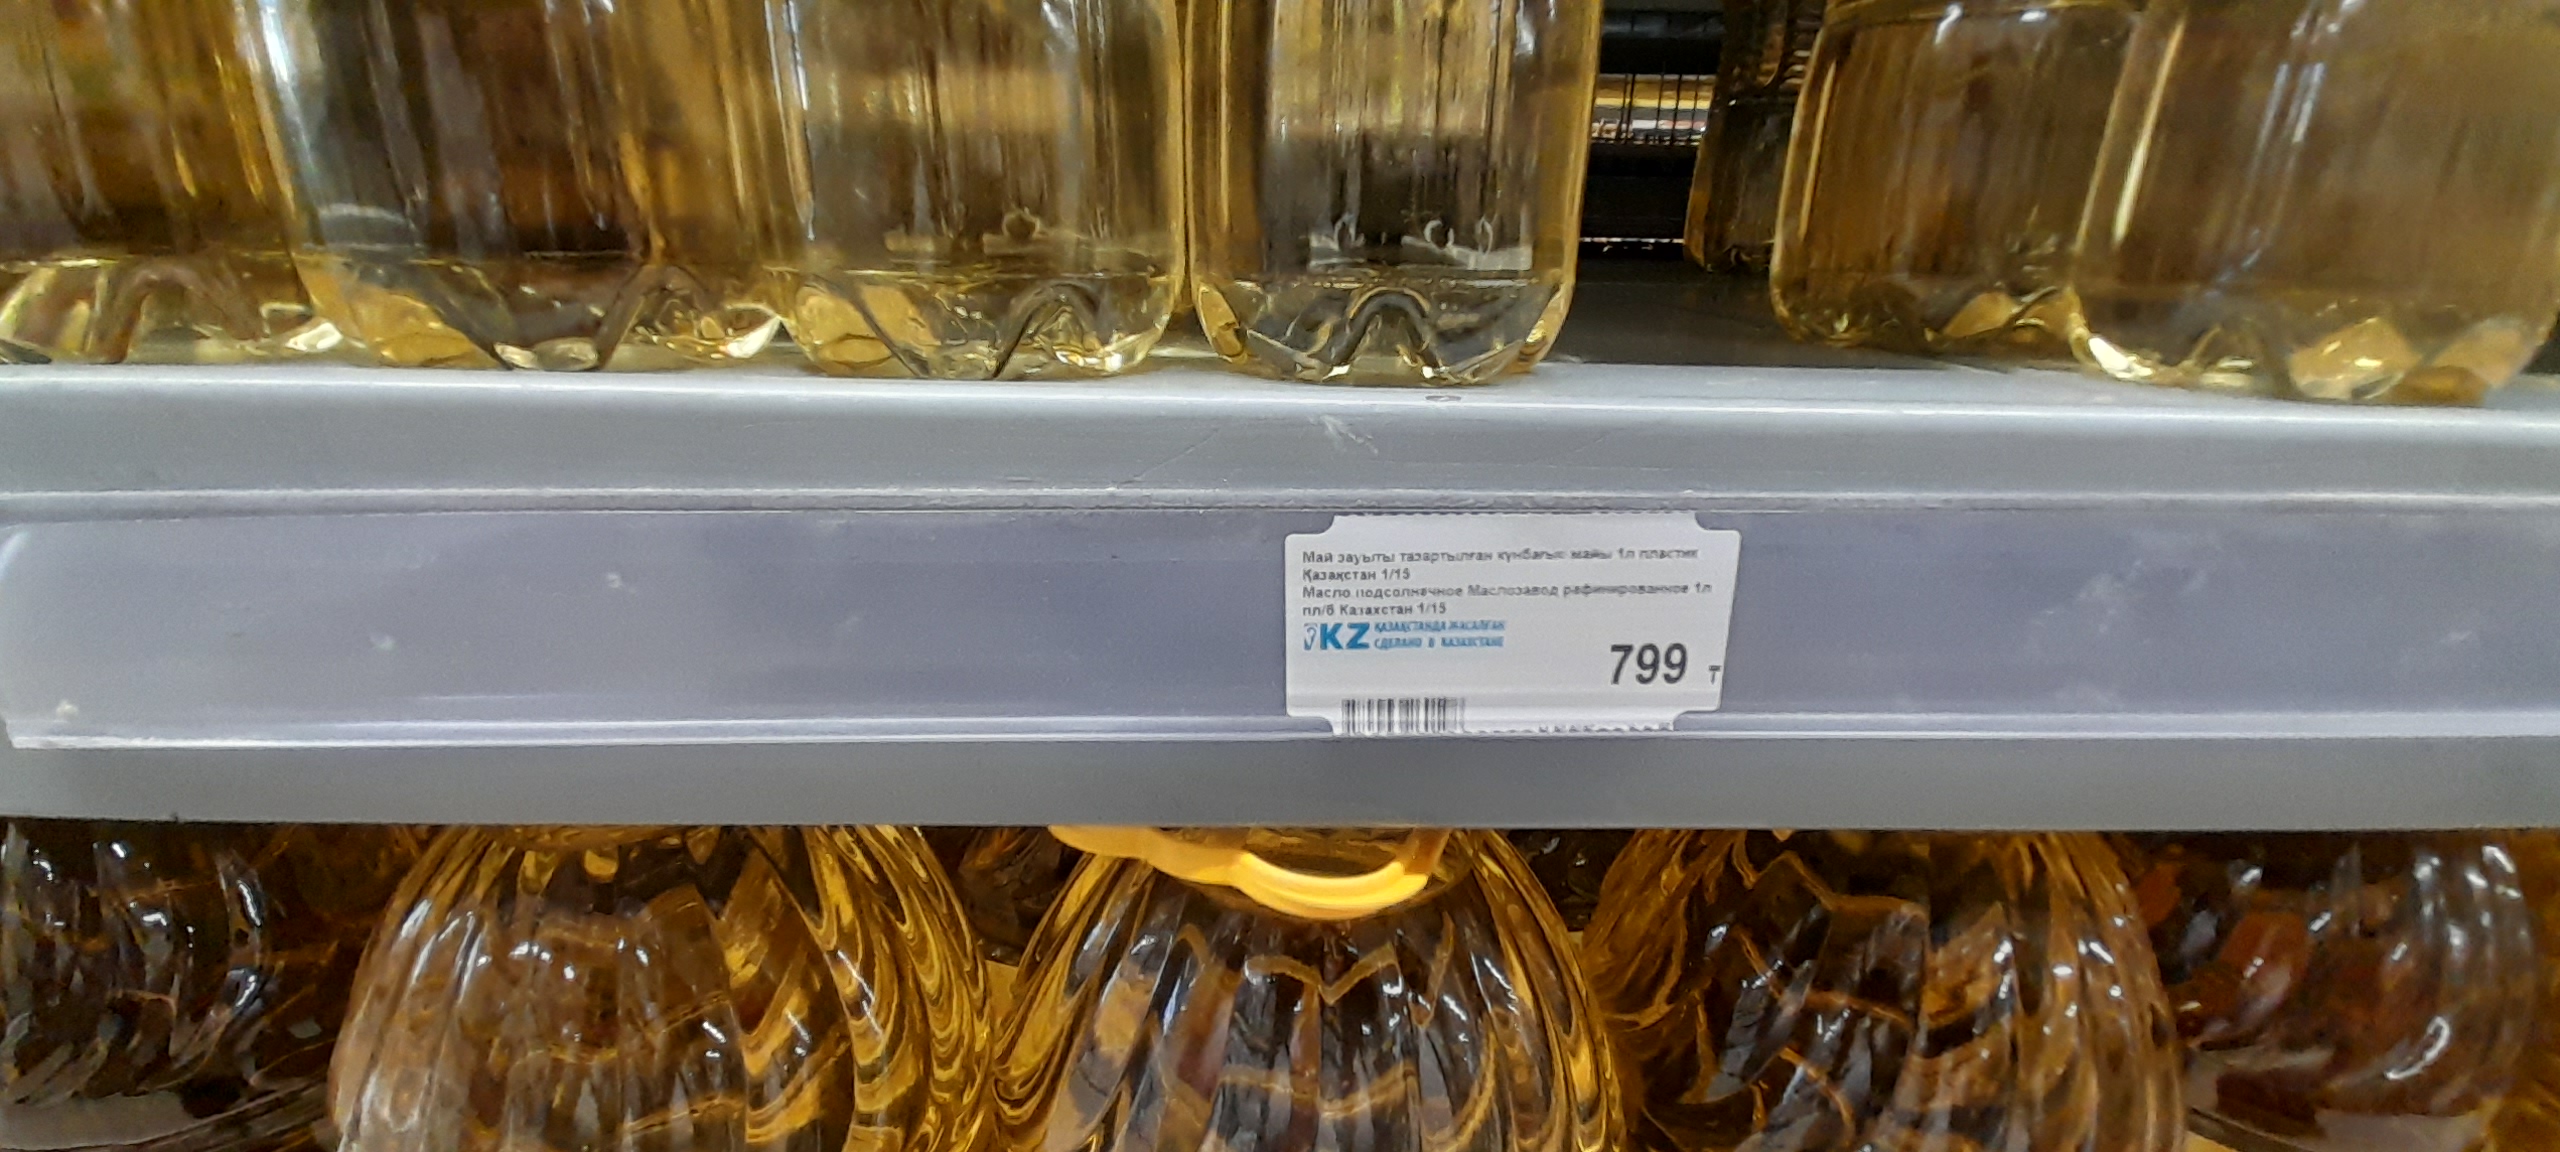 Май зауыты тазартылған күнбағыс майы 1л пластик
Қазақстан 1/15
Масло подсолнечное Маслозавод рафинированное 1л
пл/б Казахстан 1/15
KZ ҚАЗАҚСТАНДА ЖАСАЛҒАН
СДЕЛАНО В КАЗАХСТАНЕ
799 ₸